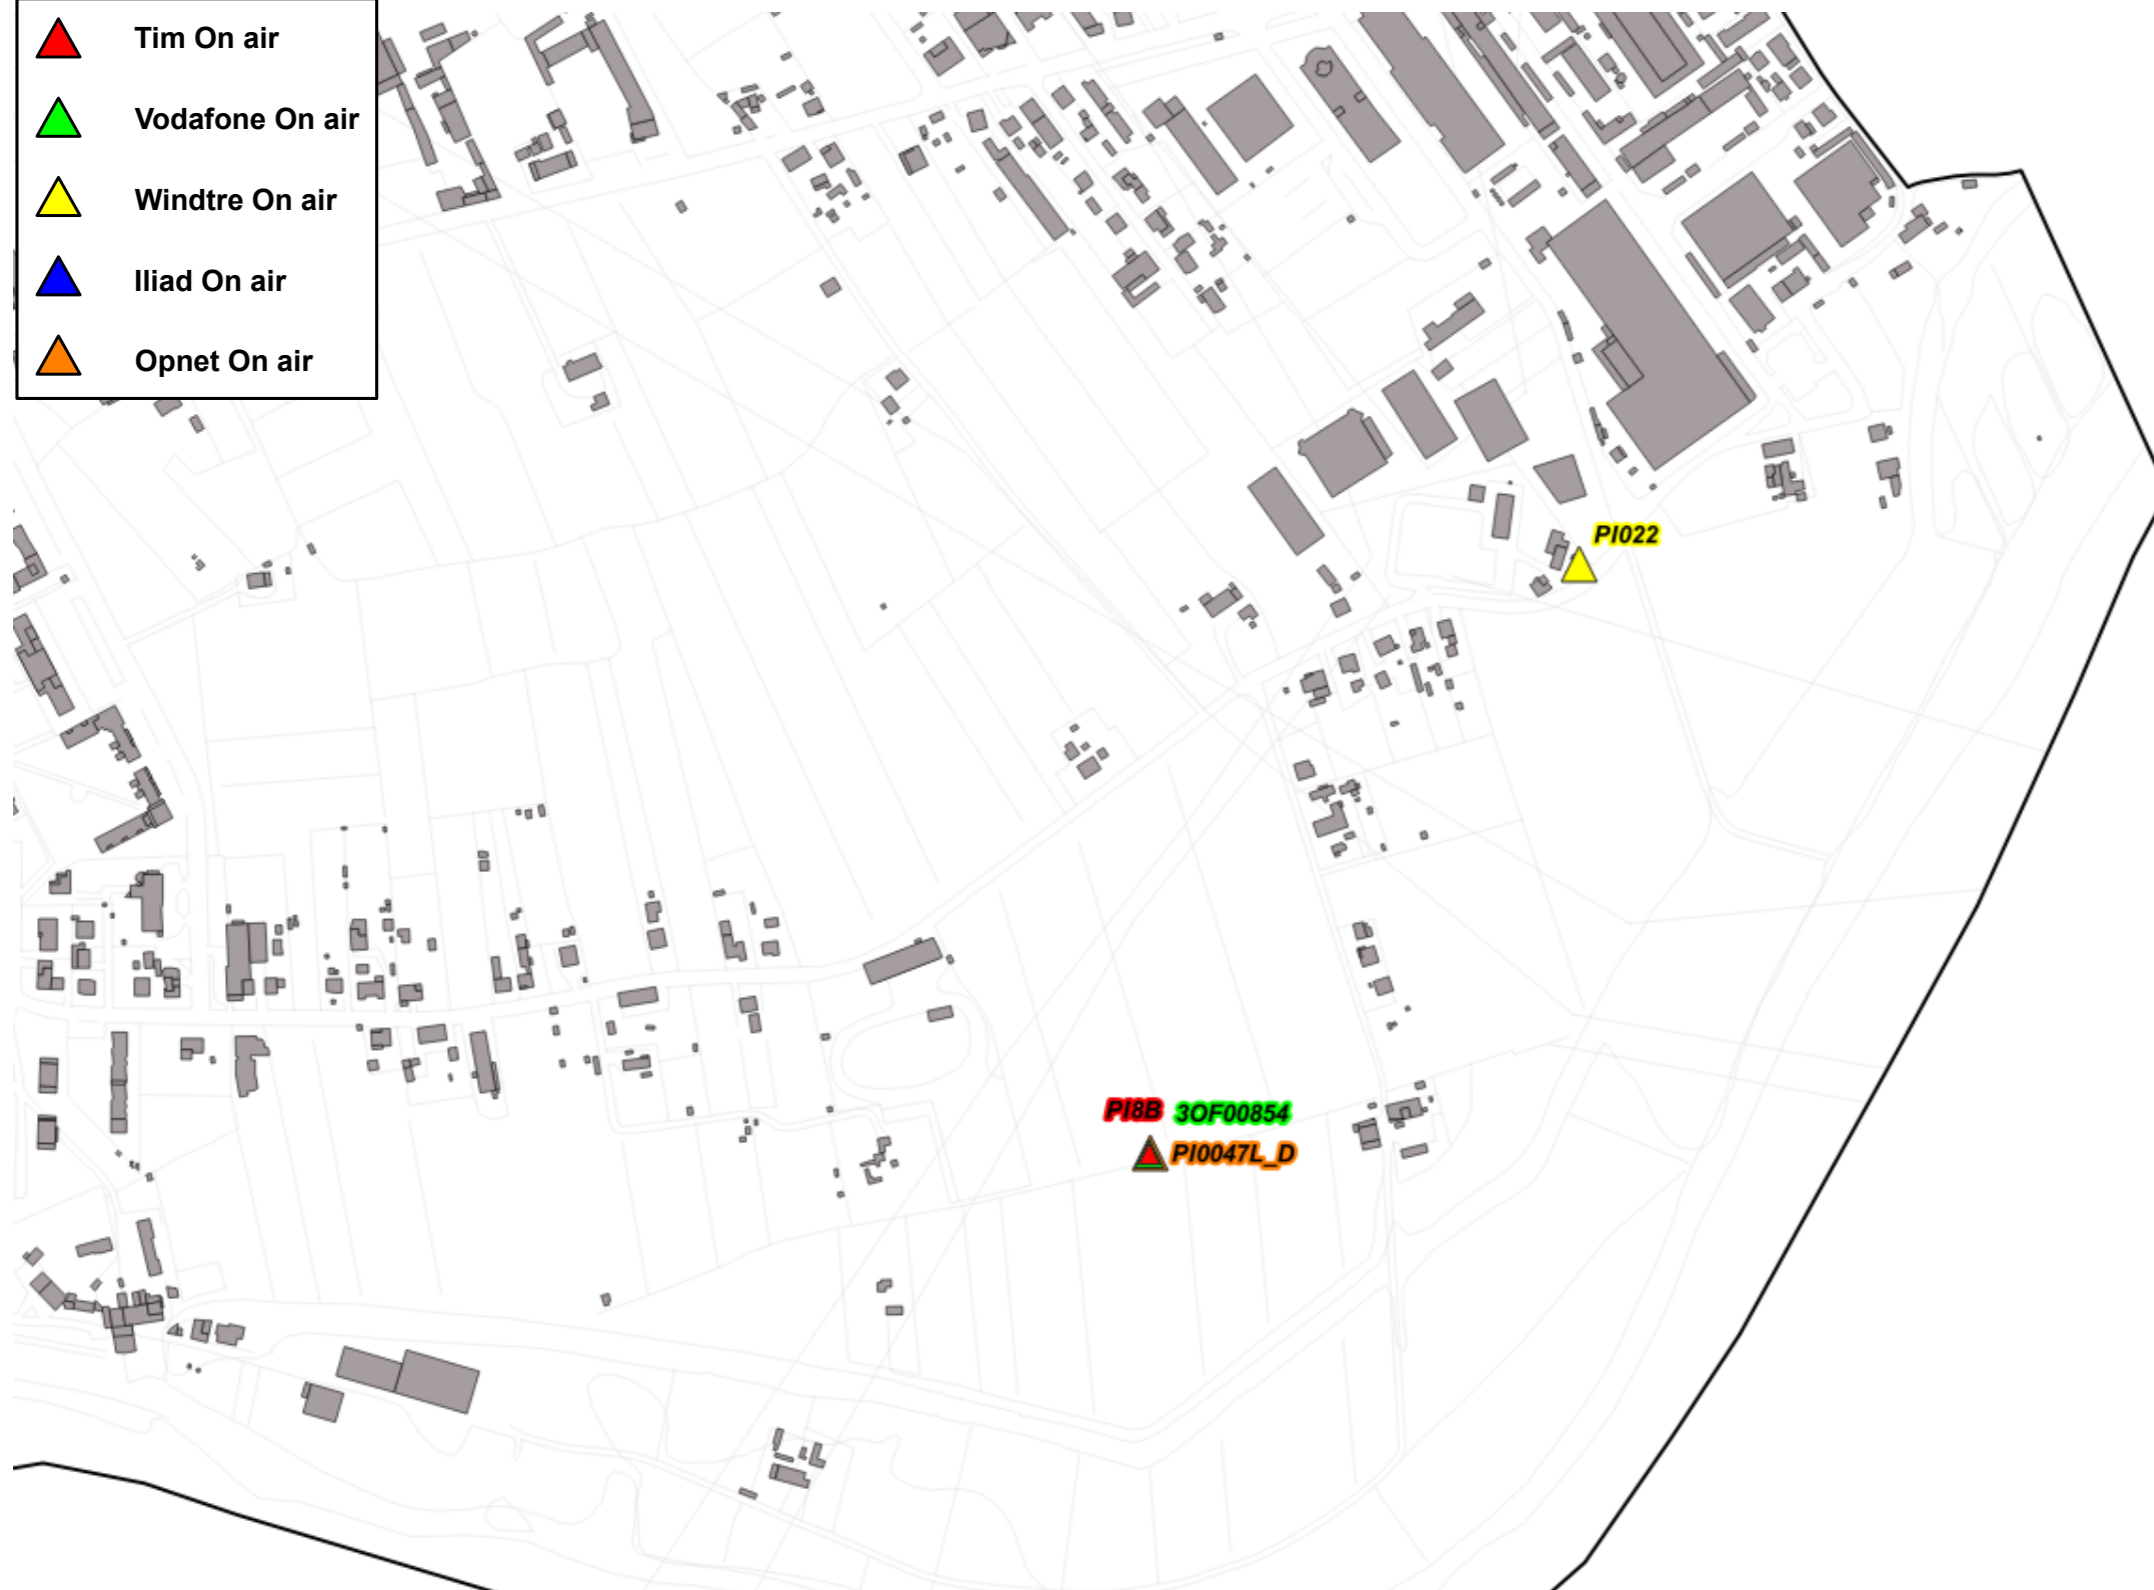 Tim On air
Vodafone On air
Windtre On air
Iliad On air
Opnet On air
PI022
PI8B 3OF00854
PI0047L_D